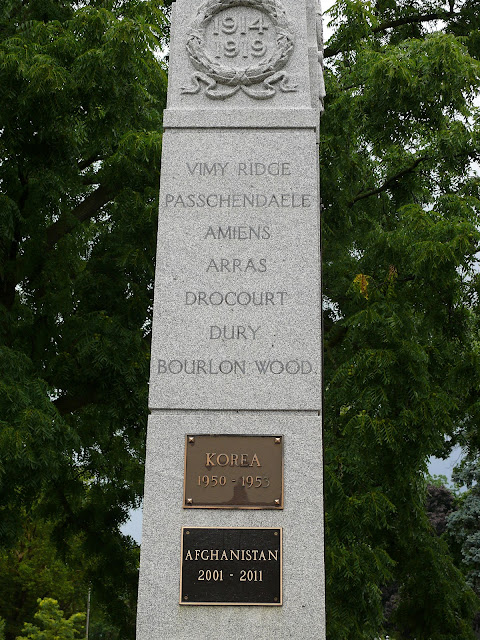 1914
1919
VIMY RIDGE
PASSCHENDAELE
AMIENS
ARRAS
DROCOURT
DURY
BOURLON WOOD.
KOREA
1950 - 1953
AFGHANISTAN
2001 - 2011